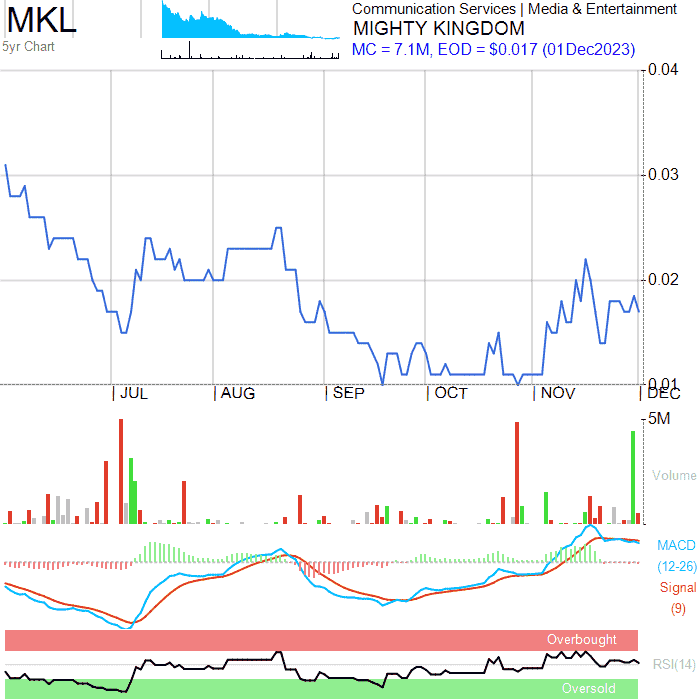 MKL
5yr Chart
Communication Services | Media & Entertainment
MIGHTY KINGDOM
MC = 7.1M, EOD = $0.017 (01Dec2023)
0.04
0.03
0.02
0.01
| JUL | AUG | SEP | OCT | NOV | DEC
5M
Volume
MACD
(12-26)
Signal
(9)
Overbought
RSI(14)
Oversold